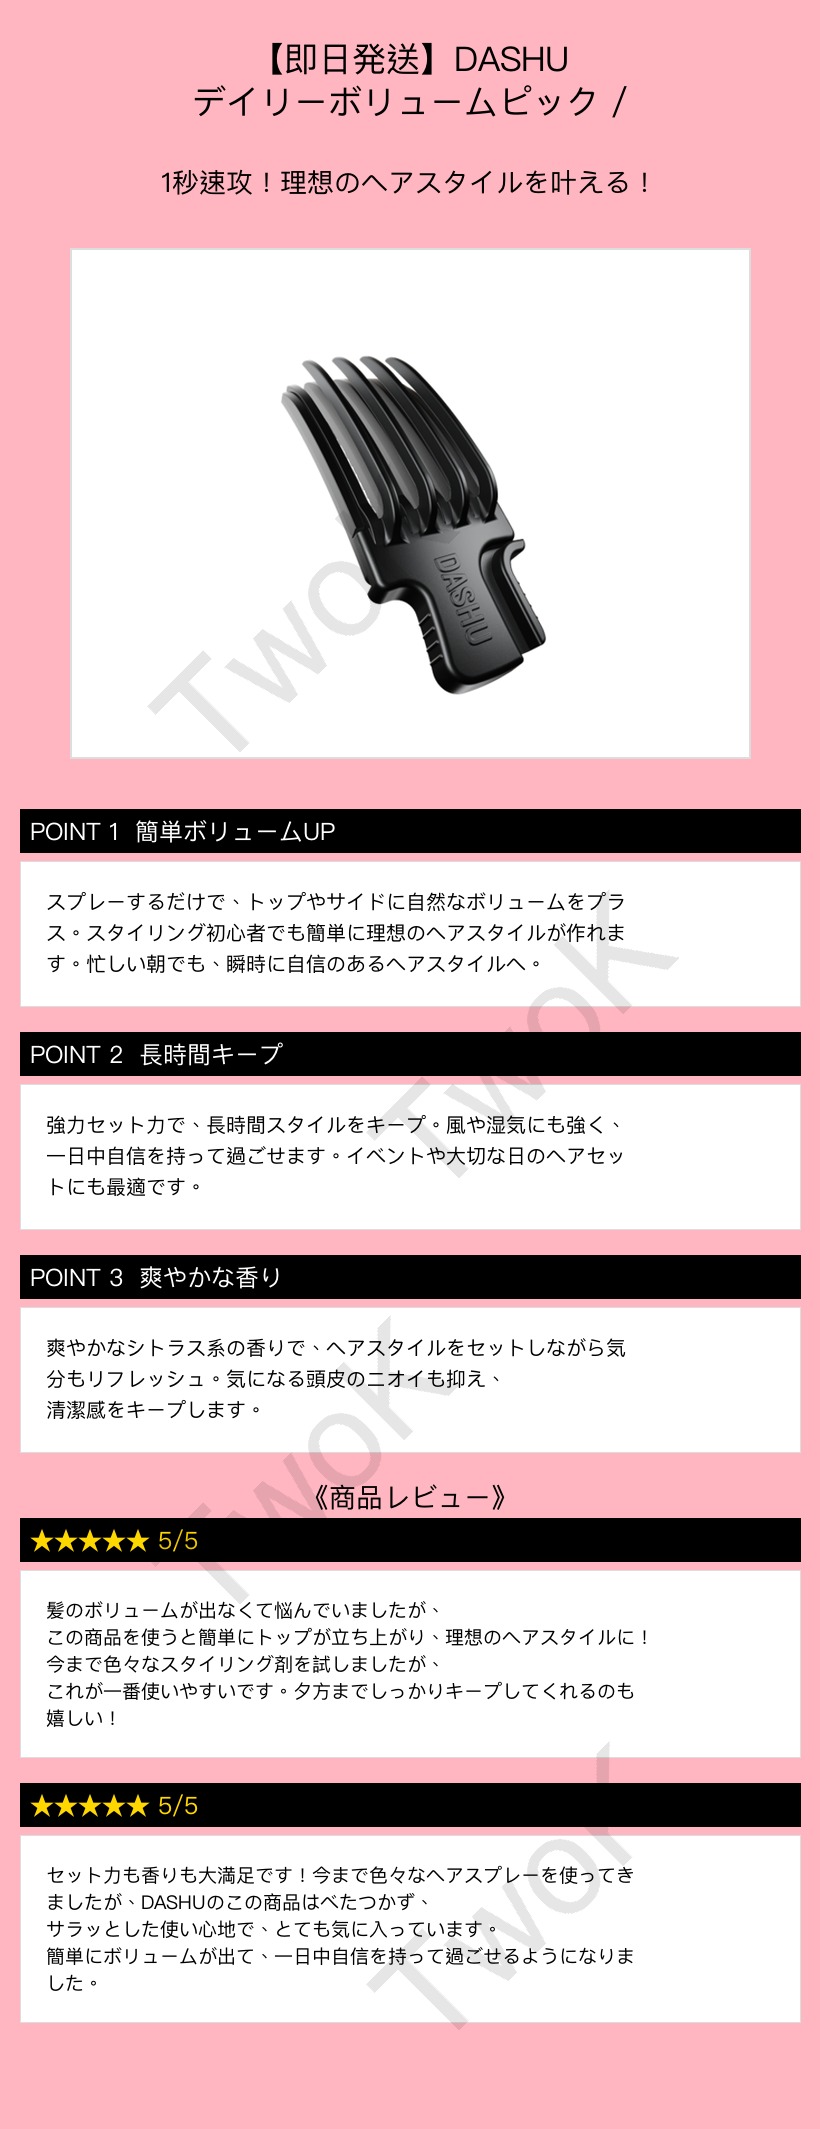 【即日発送】DASHU
デイリーボリュームピック /
1秒速攻！理想のヘアスタイルを叶える！
DASHU
TwoK
POINT 1 簡単ボリュームUP
スプレーするだけで、トップやサイドに自然なボリュームをプラ
ス。スタイリング初心者でも簡単に理想のヘアスタイルが作れま
す。忙しい朝でも、瞬時に自信のあるヘアスタイルへ。
TwoK
POINT 2 長時間キープ
強力セット力で、長時間スタイルをキープ。風や湿気にも強く、
一日中自信を持って過ごせます。イベントや大切な日のヘアセッ
トにも最適です。
POINT 3 爽やかな香り
爽やかなシトラス系の香りで、ヘアスタイルをセットしながら気
分もリフレッシュ。気になる頭皮のニオイも抑え、
清潔感をキープします。
TwoK
《商品レビュー》
★★★★★ 5/5
髪のボリュームが出なくて悩んでいましたが、
この商品を使うと簡単にトップが立ち上がり、理想のヘアスタイルに！
今まで色々なスタイリング剤を試しましたが、
これが一番使いやすいです。夕方までしっかりキープしてくれるのも
嬉しい！
★★★★★ 5/5
セット力も香りも大満足です！今まで色々なヘアスプレーを使ってき
ましたが、DASHUのこの商品はべたつかず、
サラッとした使い心地で、とても気に入っています。
簡単にボリュームが出て、一日中自信を持って過ごせるようになりま
した。
TwoK